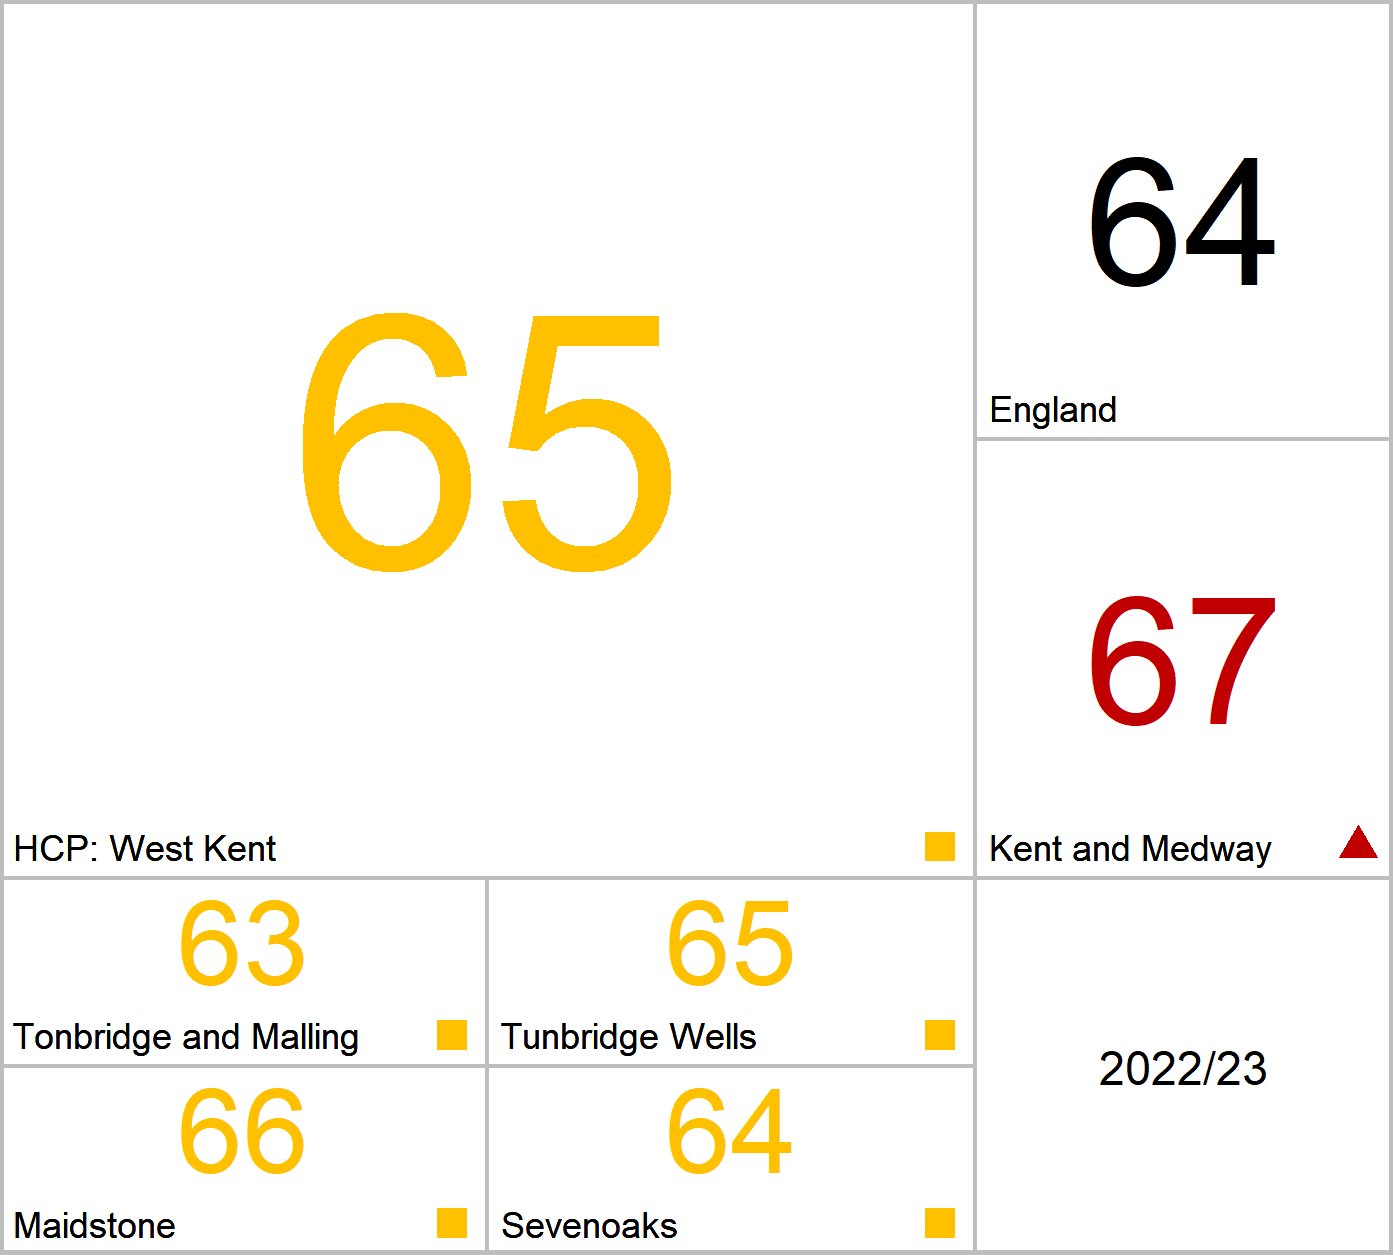 65
HCP: West Kent
64
England
67
Kent and Medway
63
Tonbridge and Malling
65
Tunbridge Wells
66
Maidstone
64
Sevenoaks
2022/23